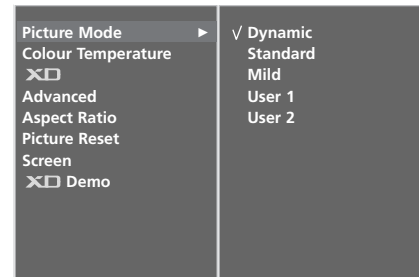 Picture Mode ►
Colour Temperature
XD
Advanced
Aspect Ratio
Picture Reset
Screen
XD Demo
√ Dynamic
Standard
Mild
User 1
User 2